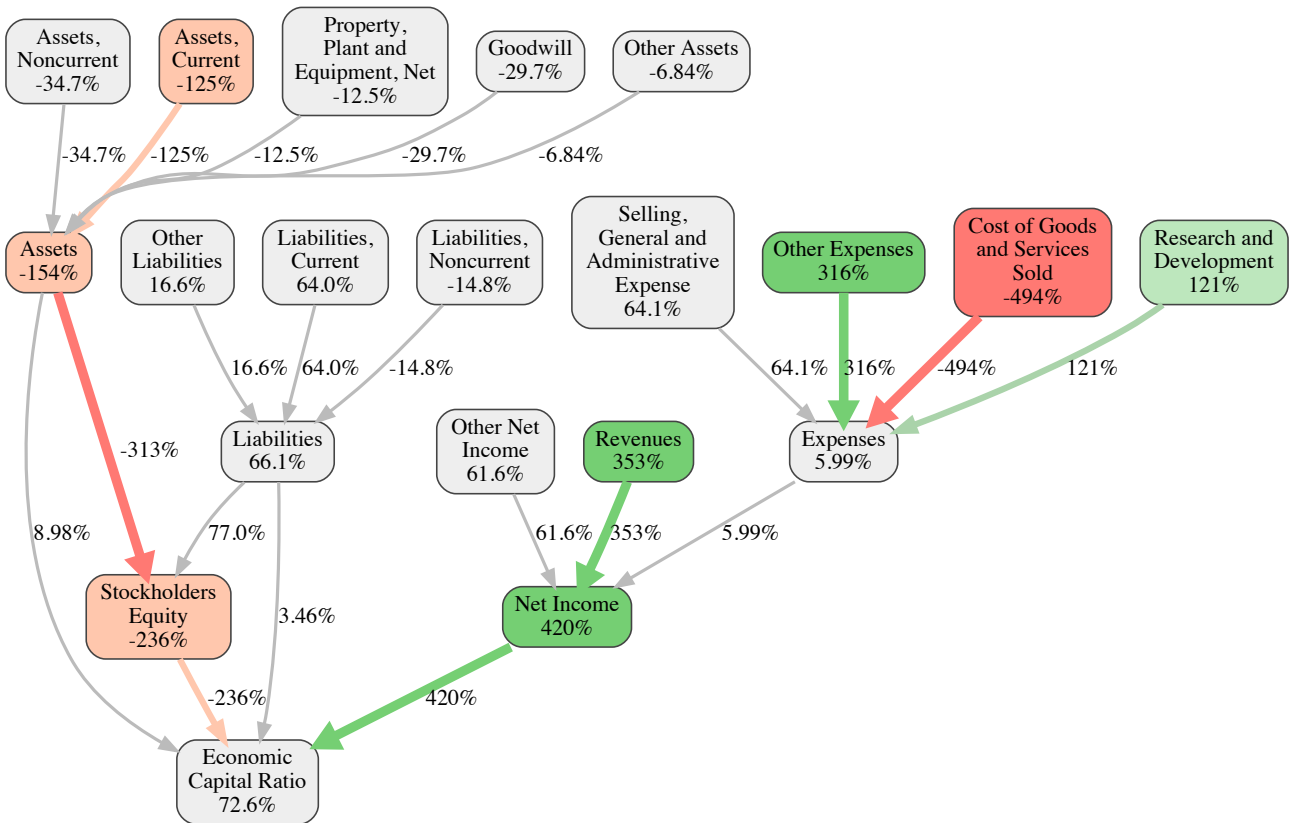 Assets,
Noncurrent
-34.7%
Assets,
Current
-125%
Property,
Plant and
Equipment, Net
-12.5%
Goodwill
-29.7%
Other Assets
-6.84%
-34.7%
-125%
-12.5%
-29.7%
-6.84%
Assets
-154%
Other
Liabilities
16.6%
Liabilities,
Current
64.0%
Liabilities,
Noncurrent
-14.8%
Selling,
General and
Administrative
Expense
64.1%
Other Expenses
316%
Cost of Goods
and Services
Sold
-494%
Research and
Development
121%
16.6%
64.0%
-14.8%
64.1%
316%
-494%
121%
-313%
Liabilities
66.1%
Other Net
Income
61.6%
Revenues
353%
Expenses
5.99%
8.98%
77.0%
61.6%
353%
5.99%
Stockholders
Equity
-236%
3.46%
Net Income
420%
-236%
420%
Economic
Capital Ratio
72.6%